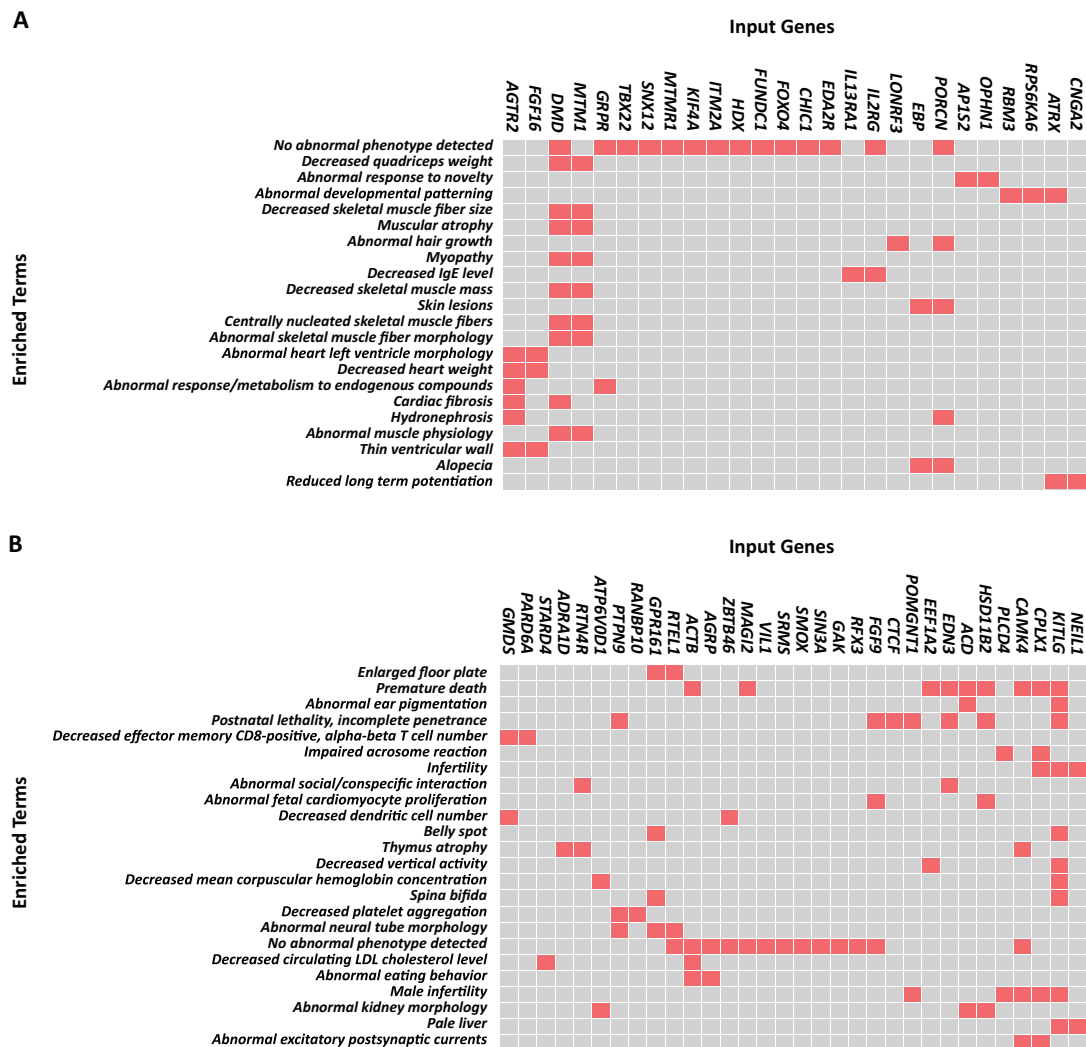 A
Input Genes
AGTR2 FGF16 DMD MTM1 GRPR TBX22 SNX12 MTMR1 KIF4A ITM2A HDX FUNDC1 FOXO4 CHIC1 EDA2R IL13RA1 IL2RG LONRF3 EBP PORCN AP1S2 OPHN1 RBM3 RPS6KA6 ATRX CNGA2
Enriched Terms
No abnormal phenotype detected
Decreased quadriceps weight
Abnormal response to novelty
Abnormal developmental patterning
Decreased skeletal muscle fiber size
Muscular atrophy
Abnormal hair growth
Myopathy
Decreased IgE level
Decreased skeletal muscle mass
Skin lesions
Centrally nucleated skeletal muscle fibers
Abnormal skeletal muscle fiber morphology
Abnormal heart left ventricle morphology
Decreased heart weight
Abnormal response/metabolism to endogenous compounds
Cardiac fibrosis
Hydronephrosis
Abnormal muscle physiology
Thin ventricular wall
Alopecia
Reduced long term potentiation
B
Input Genes
GMDS PARD6A STARD4 ADRA1D RTN4R ATP6V0D1 PTPN9 RANBP10 GPR161 RTEL1 ACTB AGRP ZBTB46 MAGI2 VIL1 SRMS SMOX SIN3A GAK RFX3 FGF9 CTCF POMGNT1 EEF1A2 EDN3 ACD HSD11B2 PLCD4 CAMK4 CPLX1 KITLG NEIL1
Enriched Terms
Enlarged floor plate
Premature death
Abnormal ear pigmentation
Postnatal lethality, incomplete penetrance
Decreased effector memory CD8-positive, alpha-beta T cell number
Impaired acrosome reaction
Infertility
Abnormal social/conspecific interaction
Abnormal fetal cardiomyocyte proliferation
Decreased dendritic cell number
Belly spot
Thymus atrophy
Decreased vertical activity
Decreased mean corpuscular hemoglobin concentration
Spina bifida
Decreased platelet aggregation
Abnormal neural tube morphology
No abnormal phenotype detected
Decreased circulating LDL cholesterol level
Abnormal eating behavior
Male infertility
Abnormal kidney morphology
Pale liver
Abnormal excitatory postsynaptic currents